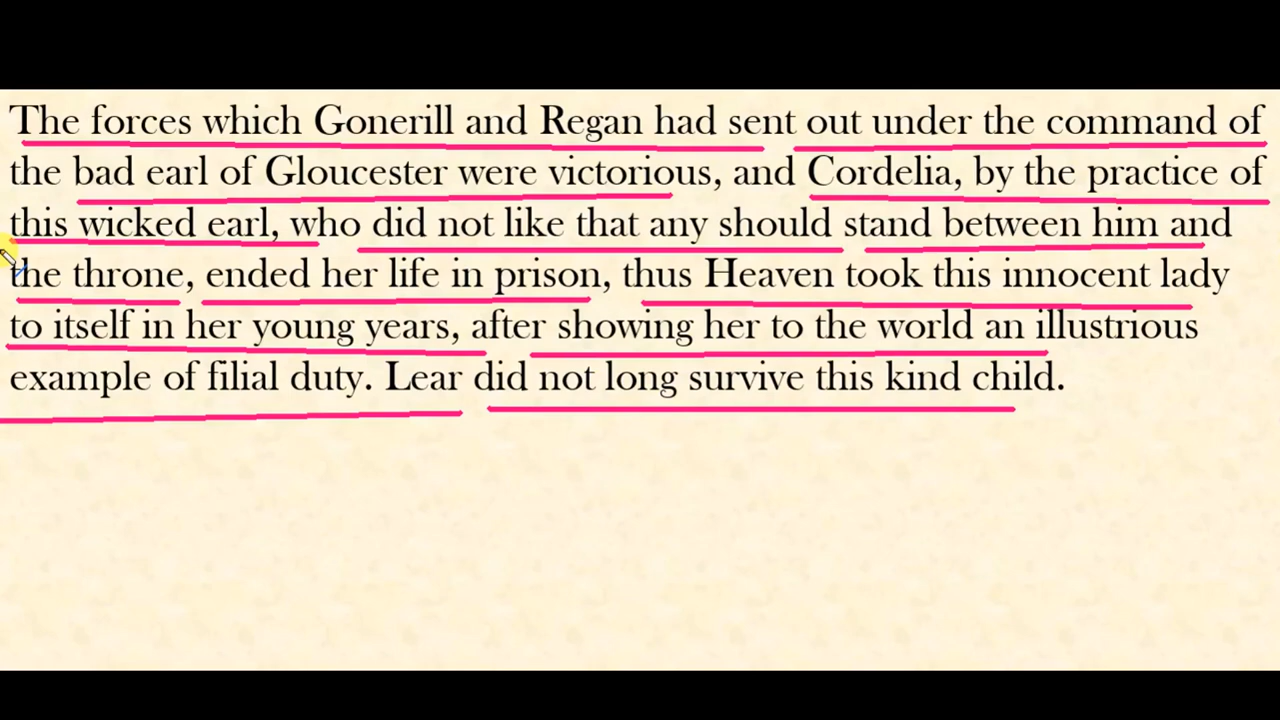 The forces which Gonerill and Regan had sent out under the command of
the bad earl of Gloucester were victorious, and Cordelia, by the practice of
this wicked earl, who did not like that any should stand between him and
the throne, ended her life in prison, thus Heaven took this innocent lady
to itself in her young years, after showing her to the world an illustrious
example of filial duty. Lear did not long survive this kind child.